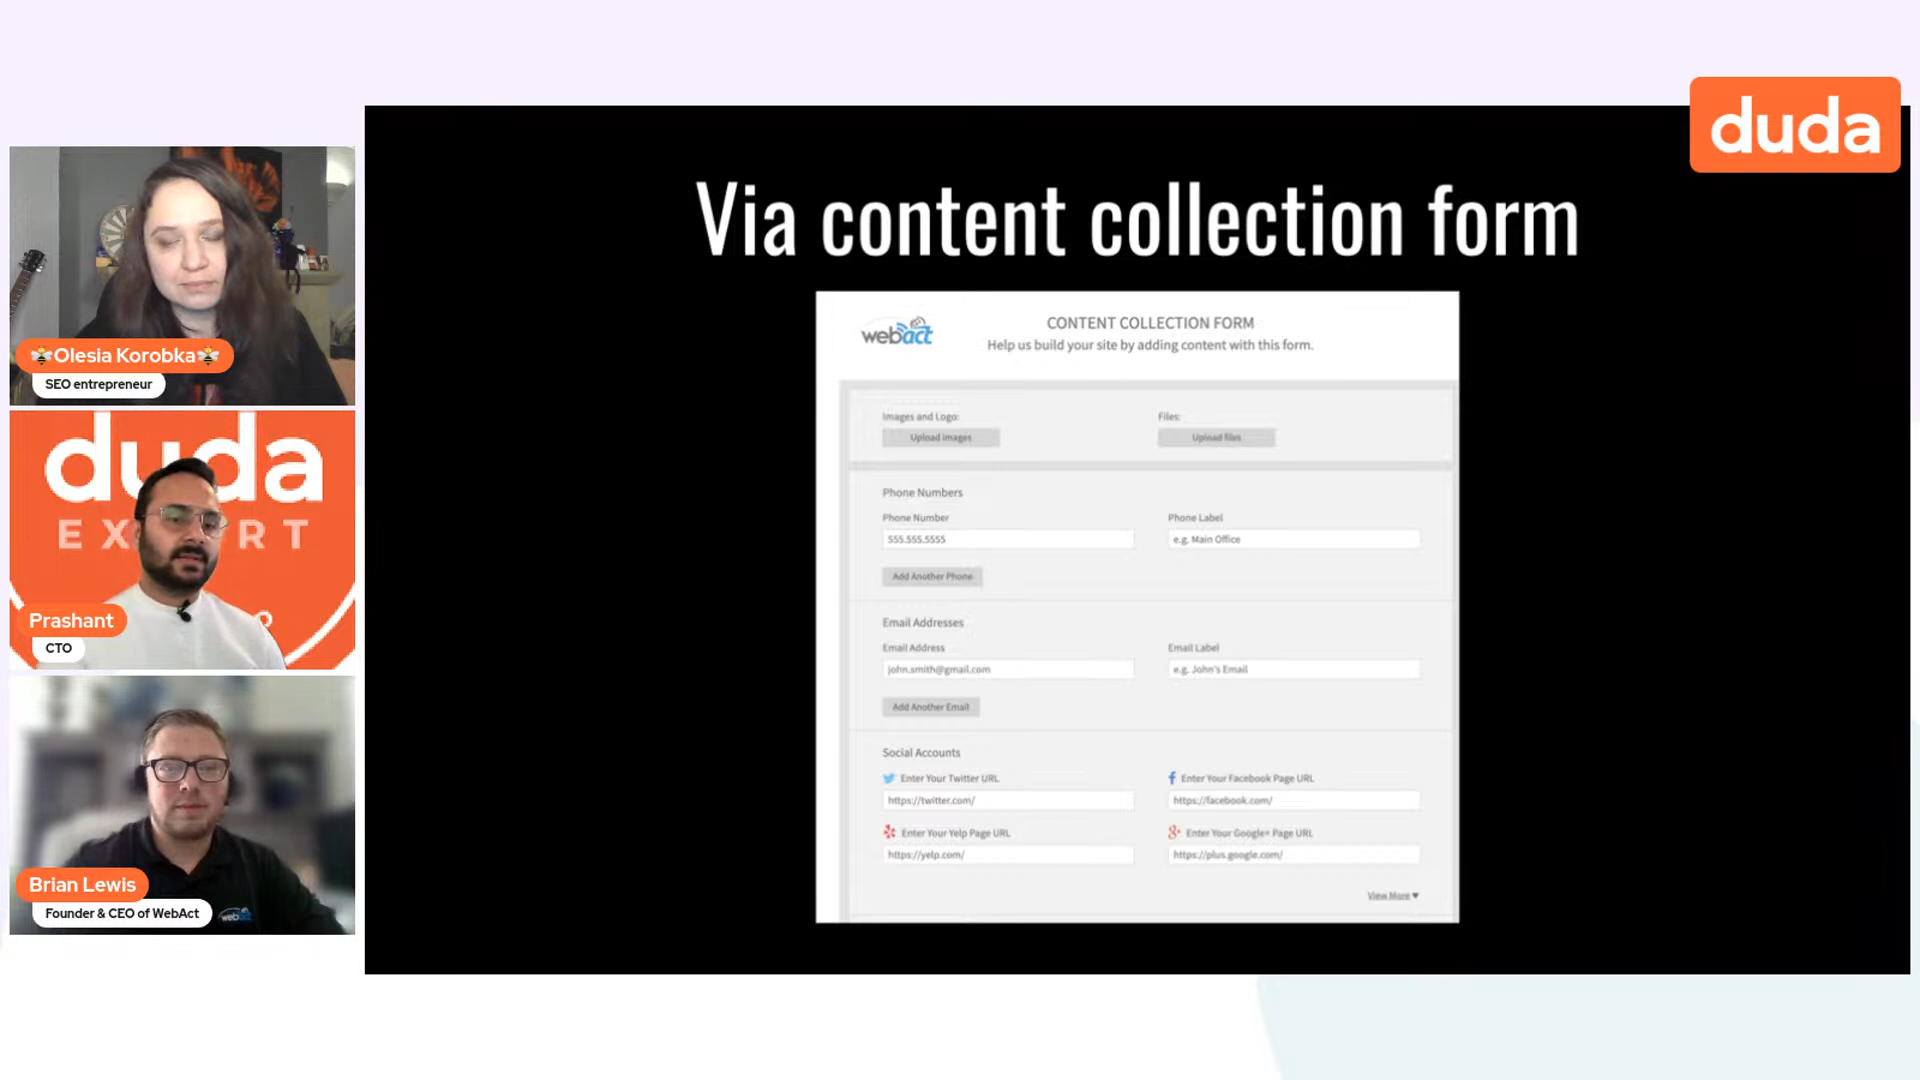 duda
Via content collection form
webact
CONTENT COLLECTION FORM
Help us build your site by adding content with this form.
Images and Logo:
Files:
Upload images
Upload files
Phone Numbers
Phone Number
Phone Label
555.555.5555
e.g. Main Office
Add Another Phone
Email Addresses
Email Address
Email Label
john.smith@gmail.com
e.g. John's Email
Add Another Email
Social Accounts
Enter Your Twitter URL
Enter Your Facebook Page URL
https://twitter.com/
https://facebook.com/
Enter Your Yelp Page URL
Enter Your Google+ Page URL
https://yelp.com/
https://plus.google.com/
View More
Olesia Korobka
SEO entrepreneur
duda
Prashant
CTO
Brian Lewis
Founder & CEO of WebAct
webact